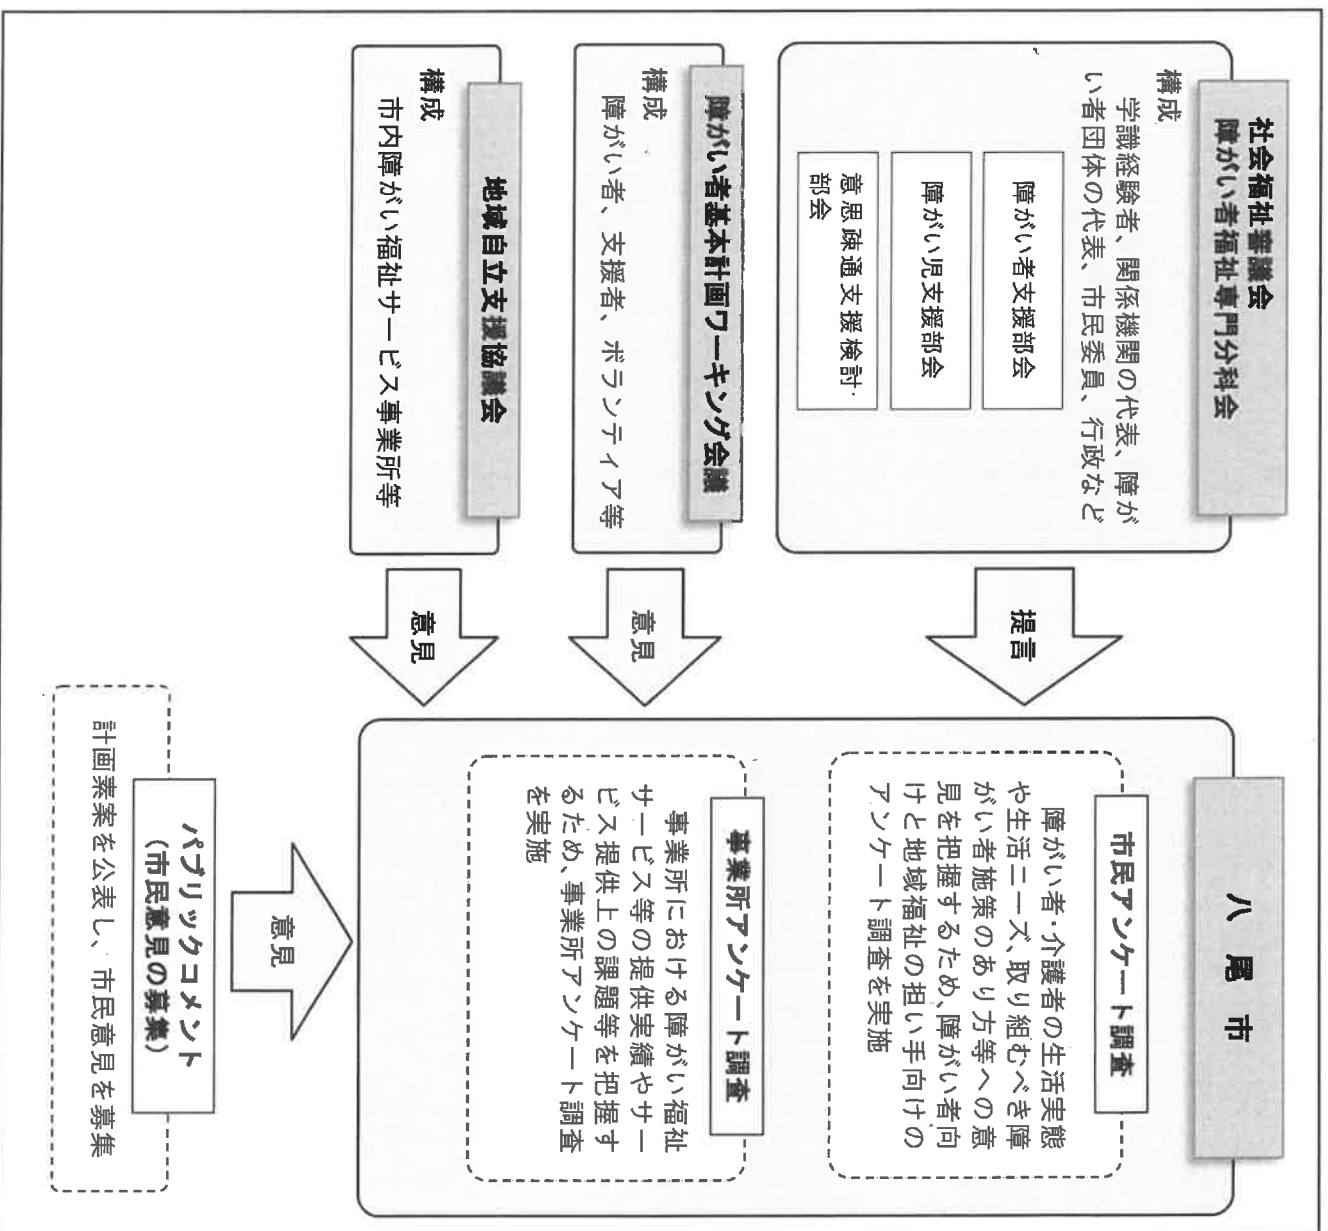 社会福祉審議会
障がい者福祉専門分科会
構成
学識経験者、関係機関の代表、障が
い者団体の代表、市民委員、行政など
障がい者支援部会
障がい児支援部会
意思疎通支援検討
部会
提言
障がい者基本計画ワーキング会議
構成
障がい者、支援者、ボランティア等
意見
地域自立支援協議会
構成
市内障がい福祉サービス事業所等
意見
八尾市
市民アンケート調査
障がい者・介護者の生活実態
や生活ニーズ、取り組むべき障
がい者施策のあり方等への意
見を把握するため、障がい者向
けと地域福祉の担い手向けの
アンケート調査を実施
事業所アンケート調査
事業所における障がい福祉
サービス等の提供実績やサー
ビス提供上の課題等を把握す
るため、事業所アンケート調査
を実施
意見
パブリックコメント
（市民意見の募集）
計画素案を公表し、市民意見を募集